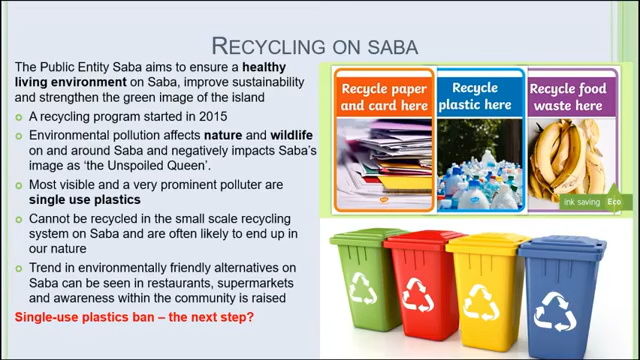 RECYCLING ON SABA
The Public Entity Saba aims to ensure a healthy
living environment on Saba, improve sustainability
and strengthen the green image of the island
A recycling program started in 2015
Environmental pollution affects nature and wildlife
on and around Saba and negatively impacts Saba's
image as 'the Unspoiled Queen'.
Most visible and a very prominent polluter are
single use plastics
Cannot be recycled in the small scale recycling
system on Saba and are often likely to end up in
our nature
Trend in environmentally friendly alternatives on
Saba can be seen in restaurants, supermarkets
and awareness within the community is raised
Single-use plastics ban – the next step?
Recycle paper
and card here
Recycle
plastic here
Recycle food
waste here
ink saving Eco